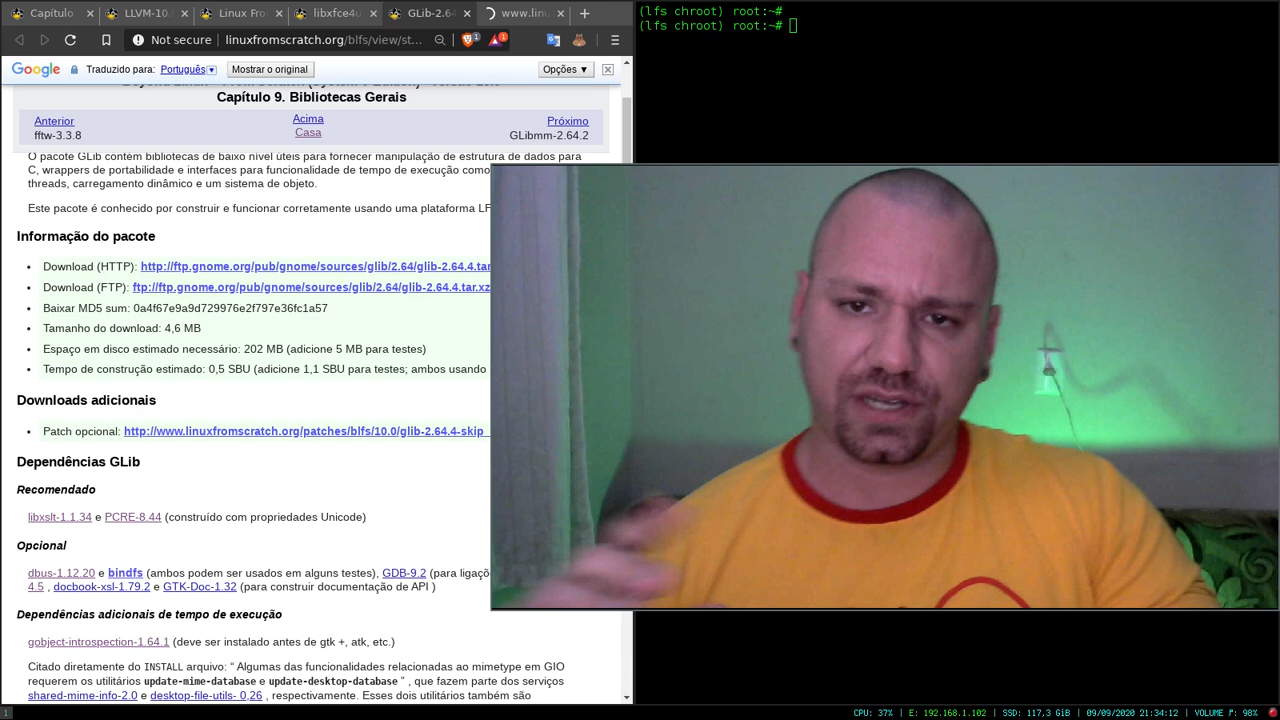 Capítulo
LLVM-10.
Linux Fro
libxfce4u
GLib-2.64
www.linu
Not secure
linuxfromscratch.org/blfs/view/st...
1
1
Google
Traduzido para: Português
Mostrar o original
Opções ▼
Capítulo 9. Bibliotecas Gerais
Anterior
Acima
Próximo
fftw-3.3.8
Casa
GLibmm-2.64.2
O pacote GLib contém bibliotecas de baixo nível úteis para fornecer manipulação de estrutura de dados para
C, wrappers de portabilidade e interfaces para funcionalidade de tempo de execução como
threads, carregamento dinâmico e um sistema de objeto.
Este pacote é conhecido por construir e funcionar corretamente usando uma plataforma LF
Informação do pacote
• Download (HTTP): http://ftp.gnome.org/pub/gnome/sources/glib/2.64/glib-2.64.4.tar
• Download (FTP): ftp://ftp.gnome.org/pub/gnome/sources/glib/2.64/glib-2.64.4.tar.xz
• Baixar MD5 sum: 0a4f67e9a9d729976e2f797e36fc1a57
• Tamanho do download: 4,6 MB
• Espaço em disco estimado necessário: 202 MB (adicione 5 MB para testes)
• Tempo de construção estimado: 0,5 SBU (adicione 1,1 SBU para testes; ambos usando
Downloads adicionais
• Patch opcional: http://www.linuxfromscratch.org/patches/blfs/10.0/glib-2.64.4-skip_
Dependências GLib
Recomendado
libxslt-1.1.34 e PCRE-8.44 (construído com propriedades Unicode)
Opcional
dbus-1.12.20 e bindfs (ambos podem ser usados em alguns testes), GDB-9.2 (para ligaçõ
4.5 , docbook-xsl-1.79.2 e GTK-Doc-1.32 (para construir documentação de API )
Dependências adicionais de tempo de execução
gobject-introspection-1.64.1 (deve ser instalado antes de gtk +, atk, etc.)
Citado diretamente do INSTALL arquivo: “ Algumas das funcionalidades relacionadas ao mimetype em GIO
requerem os utilitários update-mime-database e update-desktop-database ” , que fazem parte dos serviços
shared-mime-info-2.0 e desktop-file-utils- 0,26 , respectivamente. Esses dois utilitários também são
(lfs chroot) root:~#
(lfs chroot) root:~#
1
CPU: 37% | E: 192.168.1.102 | SSD: 117,3 GiB | 09/09/2020 21:34:12 | VOLUME P: 98%